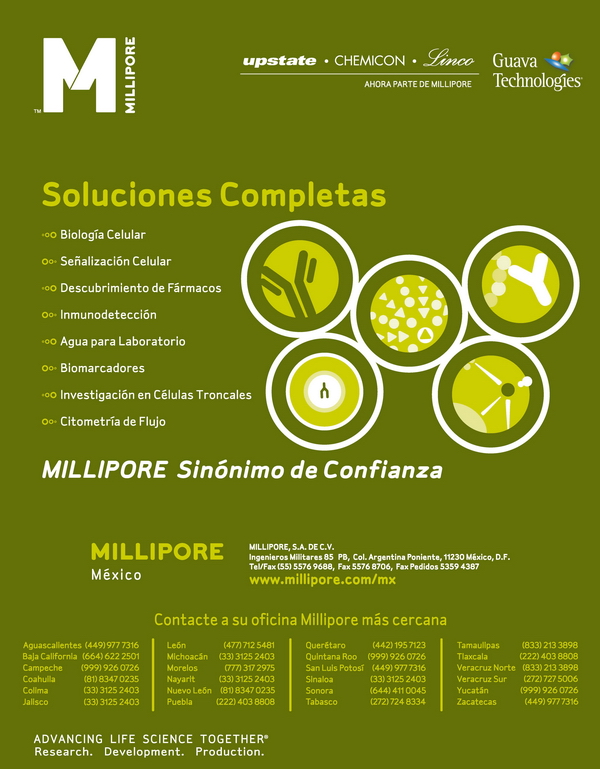 M
MILLIPORE
™
upstate • CHEMICON • Linco
AHORA PARTE DE MILLIPORE
Guava
Technologies
Soluciones Completas
Biología Celular
Señalización Celular
Descubrimiento de Fármacos
Inmunodetección
Agua para Laboratorio
Biomarcadores
Investigación en Células Troncales
Citometría de Flujo
MILLIPORE Sinónimo de Confianza
MILLIPORE
México
MILLIPORE, S.A. DE C.V.
Ingenieros Militares 85 PB, Col. Argentina Poniente, 11230 México, D.F.
Tel/Fax (55) 5576 9688, Fax 5576 8706, Fax Pedidos 5359 4387
www.millipore.com/mx
Contacte a su oficina Millipore más cercana
Aguascalientes (449) 977 7316
Baja California (664) 622 2501
Campeche (999) 926 0726
Coahuila (81) 8347 0235
Colima (33) 3125 2403
Jalisco (33) 3125 2403
León (477) 712 5481
Michoacán (33) 3125 2403
Morelos (777) 317 2975
Nayarit (33) 3125 2403
Nuevo León (81) 8347 0235
Puebla (222) 403 8808
Querétaro (442) 195 7123
Quintana Roo (999) 926 0726
San Luis Potosí (449) 977 7316
Sinaloa (33) 3125 2403
Sonora (644) 411 0045
Tabasco (272) 724 8334
Tamaulipas (833) 213 3898
Tlaxcala (222) 403 8808
Veracruz Norte (833) 213 3898
Veracruz Sur (272) 727 5006
Yucatán (999) 926 0726
Zacatecas (449) 977 7316
ADVANCING LIFE SCIENCE TOGETHER®
Research. Development. Production.